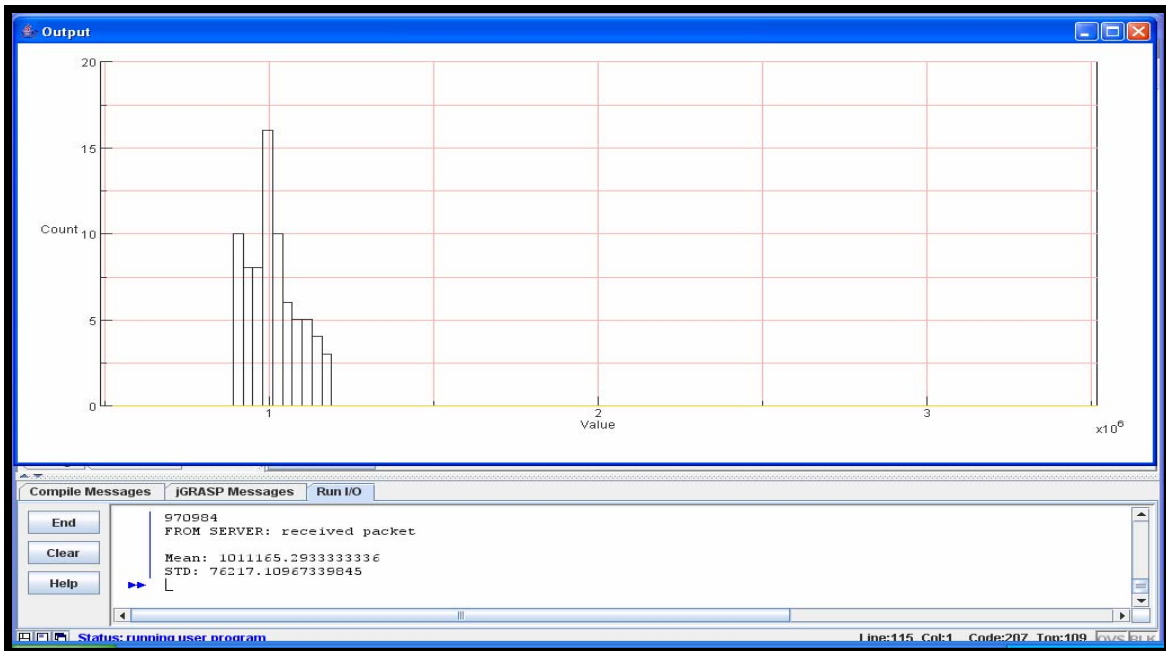 Output
20
15
Count
10
5
0
1
2
3
Value
x10^6
Compile Messages
jGRASP Messages
Run I/O
End
Clear
Help
970984
FROM SERVER: received packet
Mean: 1011165.2933333336
STD: 76217.10967339845
Status: running user program
Line:115 Col:1 Code:207 Top:109 OVS BLK